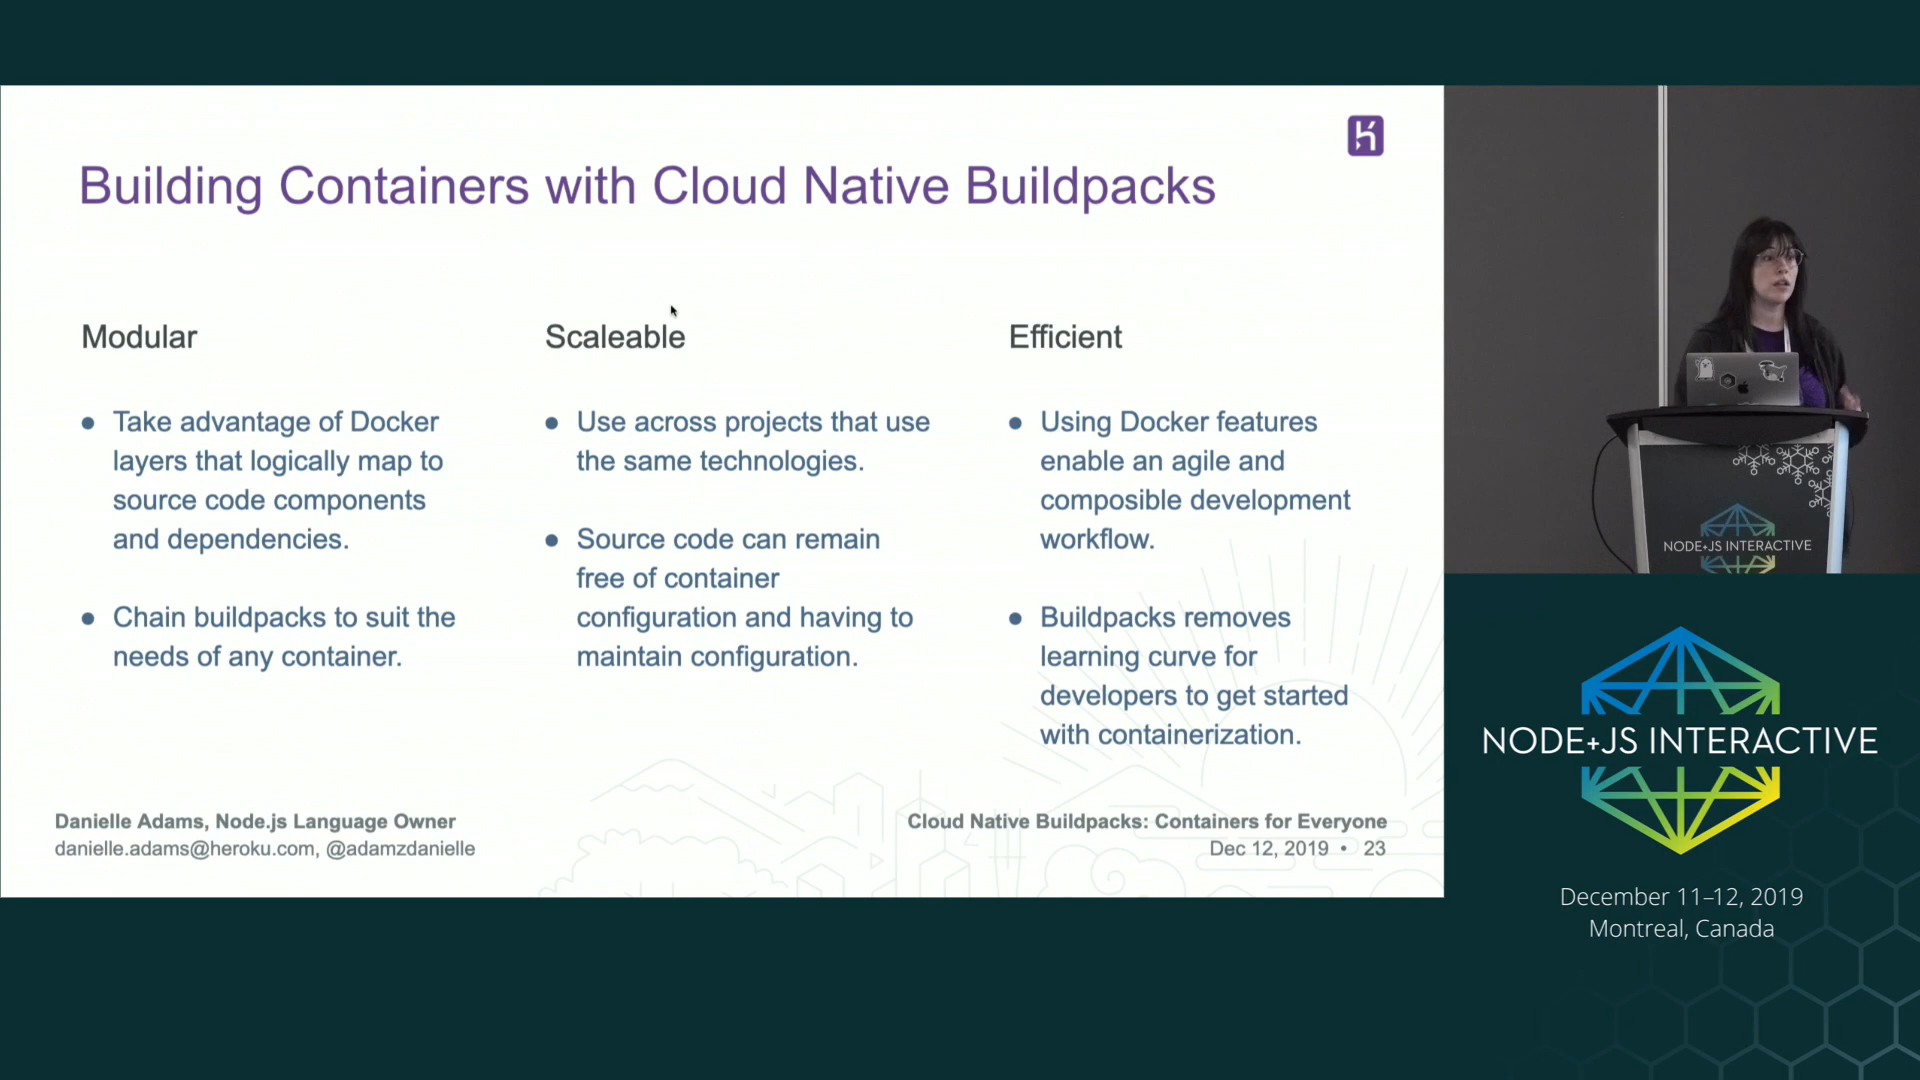 Building Containers with Cloud Native Buildpacks
Modular
Take advantage of Docker
layers that logically map to
source code components
and dependencies.
Chain buildpacks to suit the
needs of any container.
Scaleable
Use across projects that use
the same technologies.
Source code can remain
free of container
configuration and having to
maintain configuration.
Efficient
Using Docker features
enable an agile and
composible development
workflow.
Buildpacks removes
learning curve for
developers to get started
with containerization.
Danielle Adams, Node.js Language Owner
danielle.adams@heroku.com, @adamzdanielle
Cloud Native Buildpacks: Containers for Everyone
Dec 12, 2019 • 23
NODE+JS INTERACTIVE
NODE+JS INTERACTIVE
December 11–12, 2019
Montreal, Canada